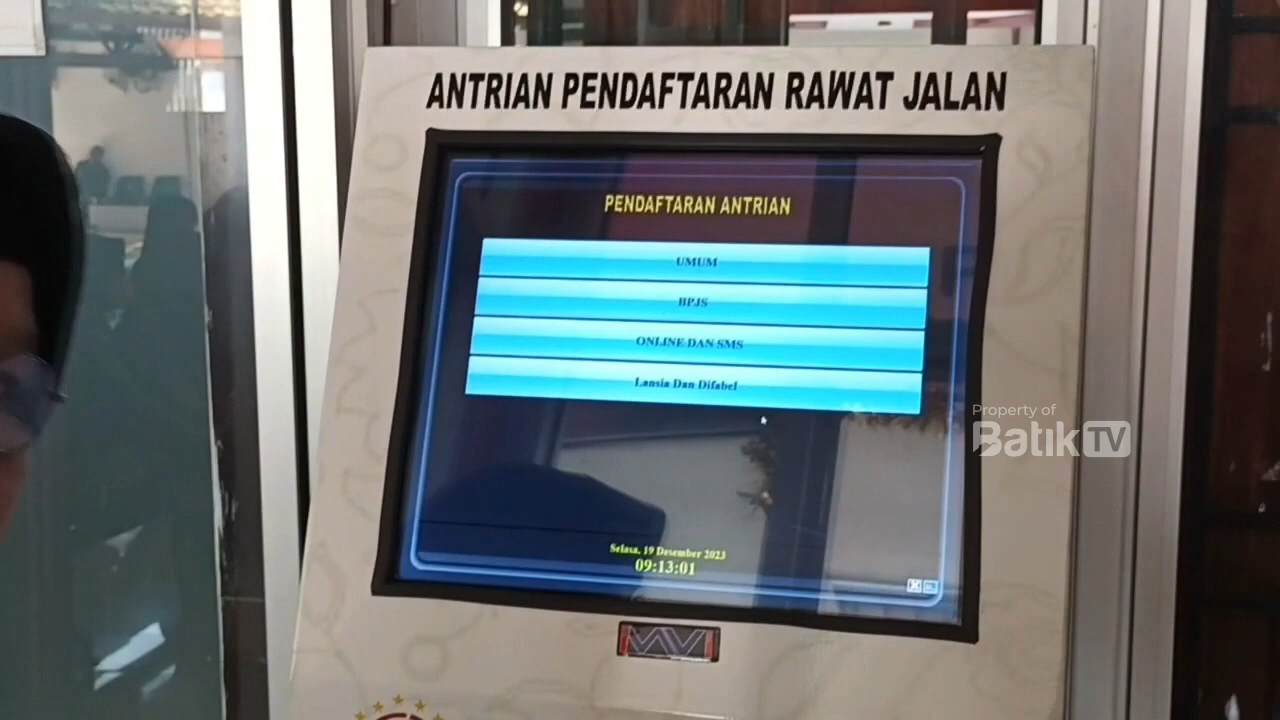 ANTRIAN PENDAFTARAN RAWAT JALAN
PENDAFTARAN ANTRIAN
UMUM
BPJS
ONLINE DAN SMS
Lansia Dan Difabel
Property of
BatikTV
Selasa, 19 Desember 2023
09:13:01